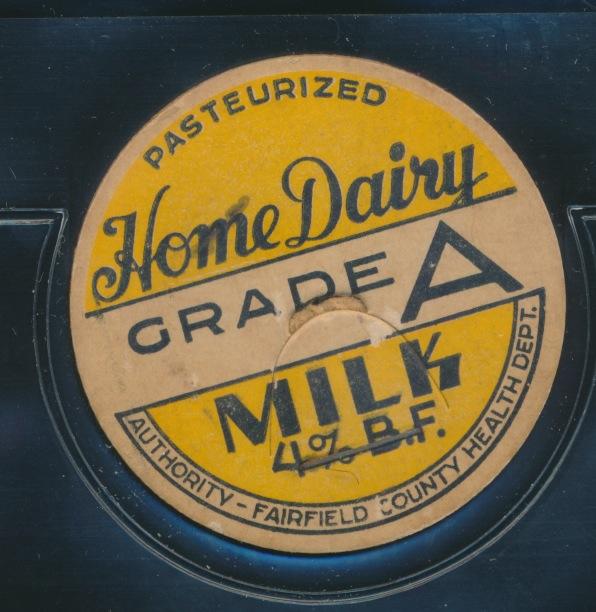 PASTEURIZED
Home Dairy
GRADE A
MILK
4% B.F.
AUTHORITY - FAIRFIELD COUNTY HEALTH DEPT.